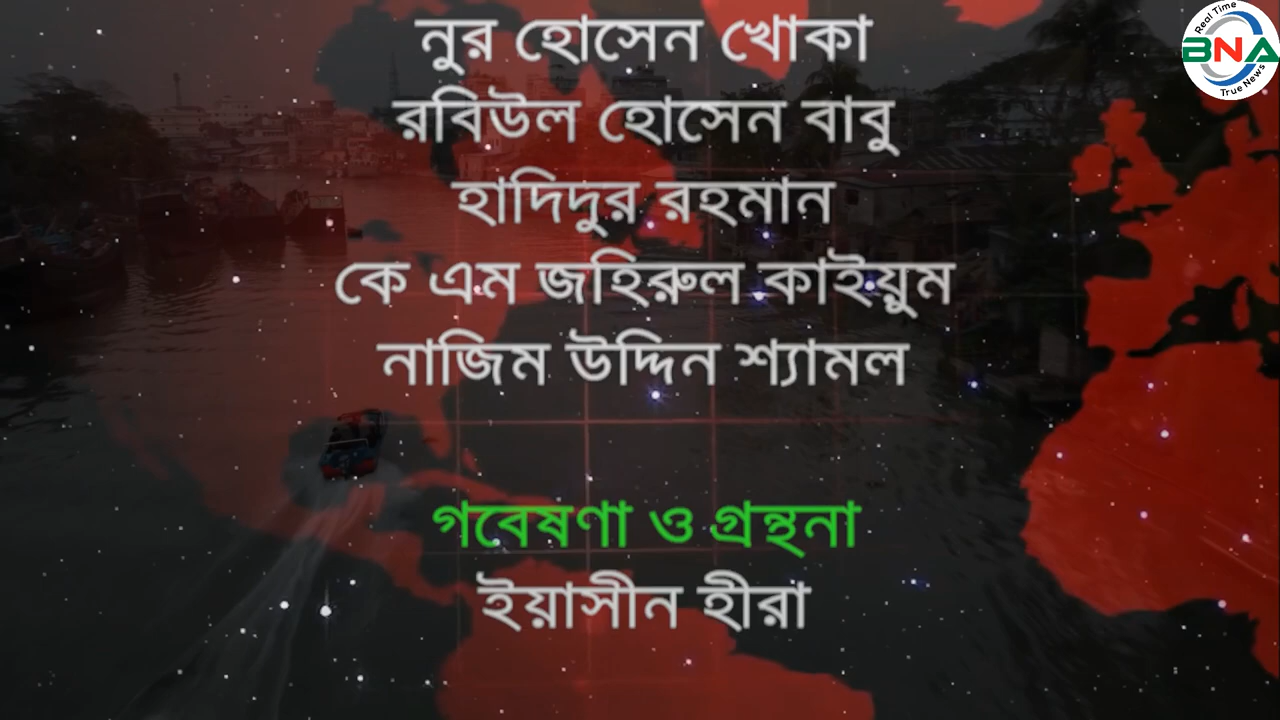 Real Time
BNA
True News
নুর হোসেন খোকা
রবিউল হোসেন বাবু
হাদিদুর রহমান
কে এম জহিরুল কাইয়ুম
নাজিম উদ্দিন শ্যামল
গবেষণা ও গ্রন্থনা
ইয়াসীন হীরা